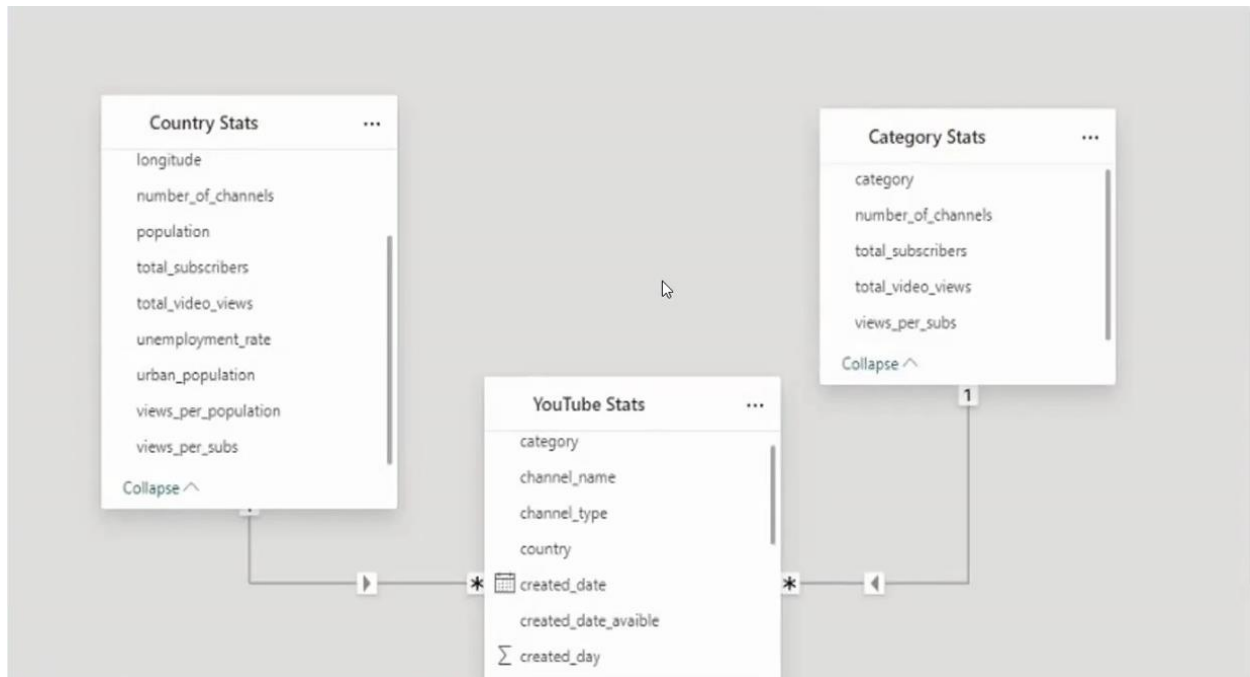 Country Stats
longitude
number_of_channels
population
total_subscribers
total_video_views
unemployment_rate
urban_population
views_per_population
views_per_subs
Collapse
Category Stats
category
number_of_channels
total_subscribers
total_video_views
views_per_subs
Collapse
1
YouTube Stats
category
channel_name
channel_type
country
created_date
created_date_avaible
created_day
*
*